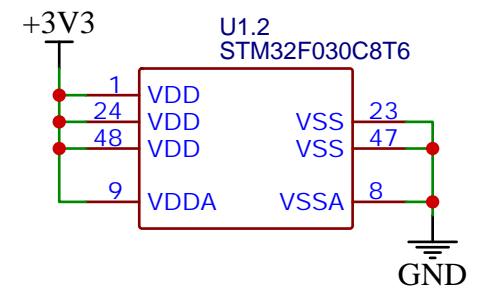 +3V3
U1.2
STM32F030C8T6
1 VDD
24 VDD VSS 23
48 VDD VSS 47
9 VDDA VSSA 8
GND